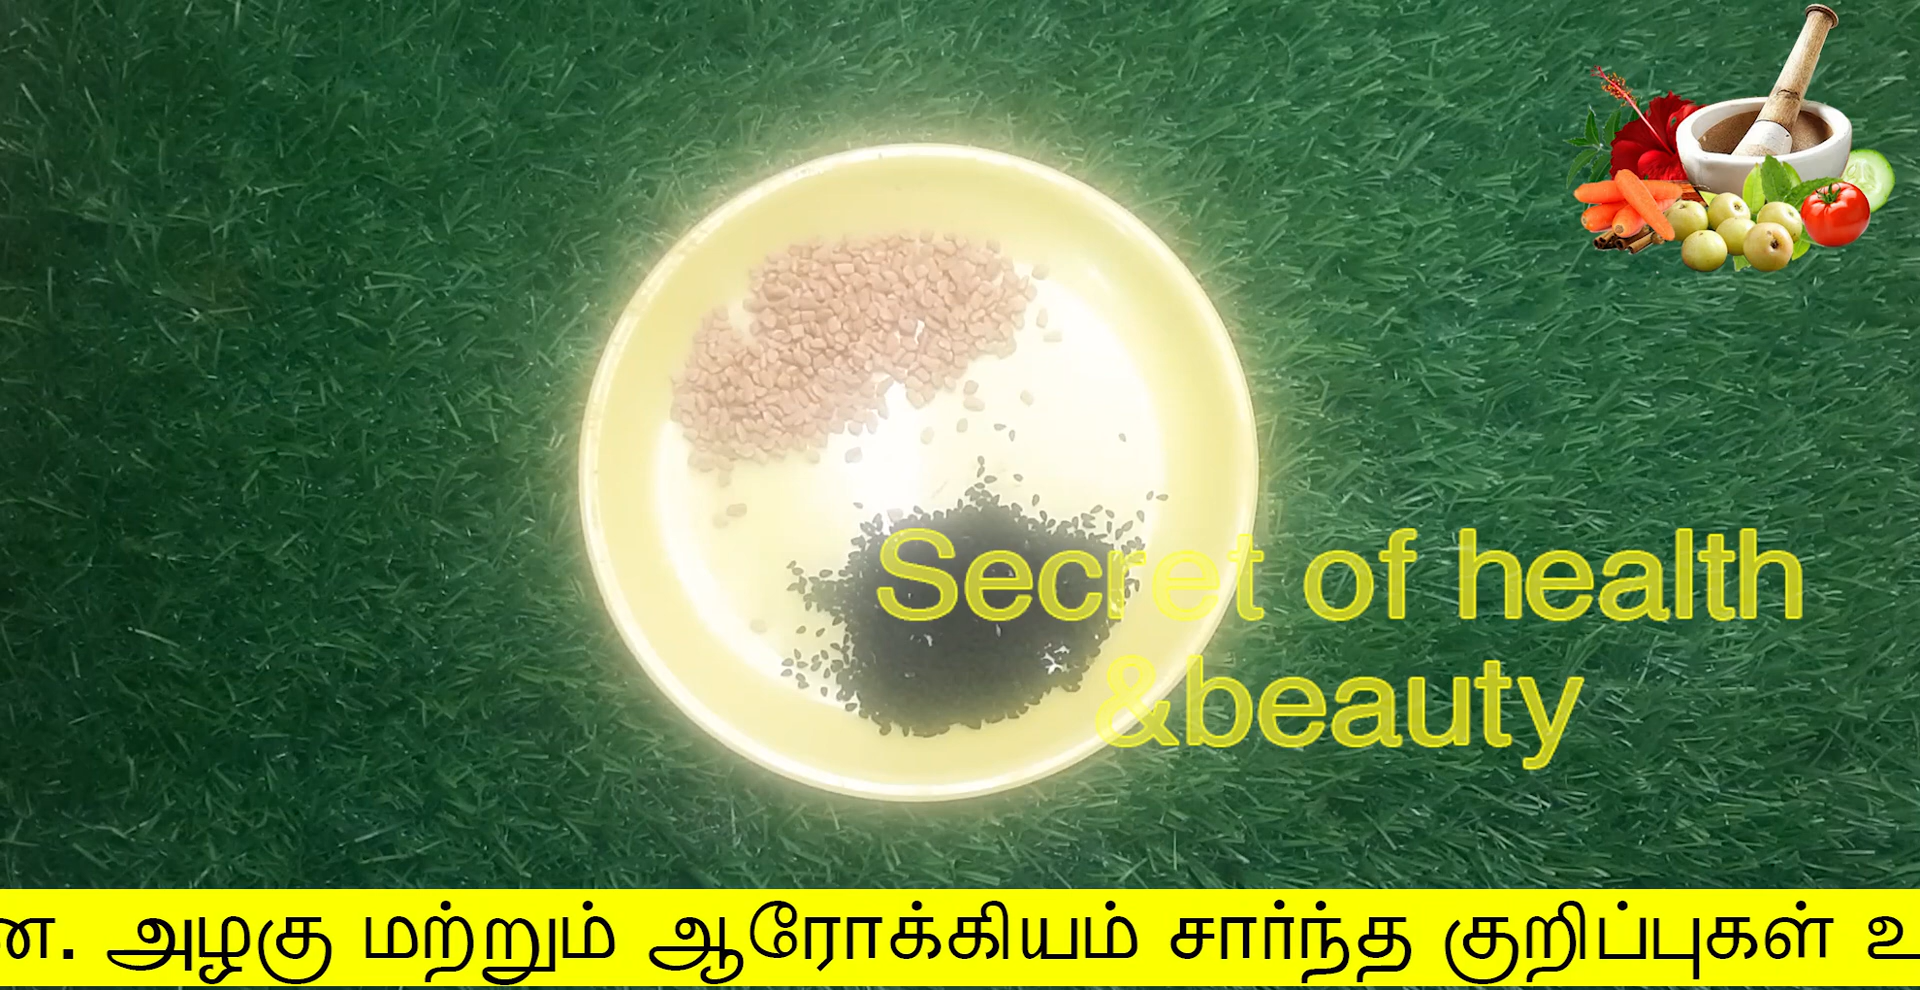 Secret of health
&beauty
ன. அழகு மற்றும் ஆரோக்கியம் சார்ந்த குறிப்புகள் உ